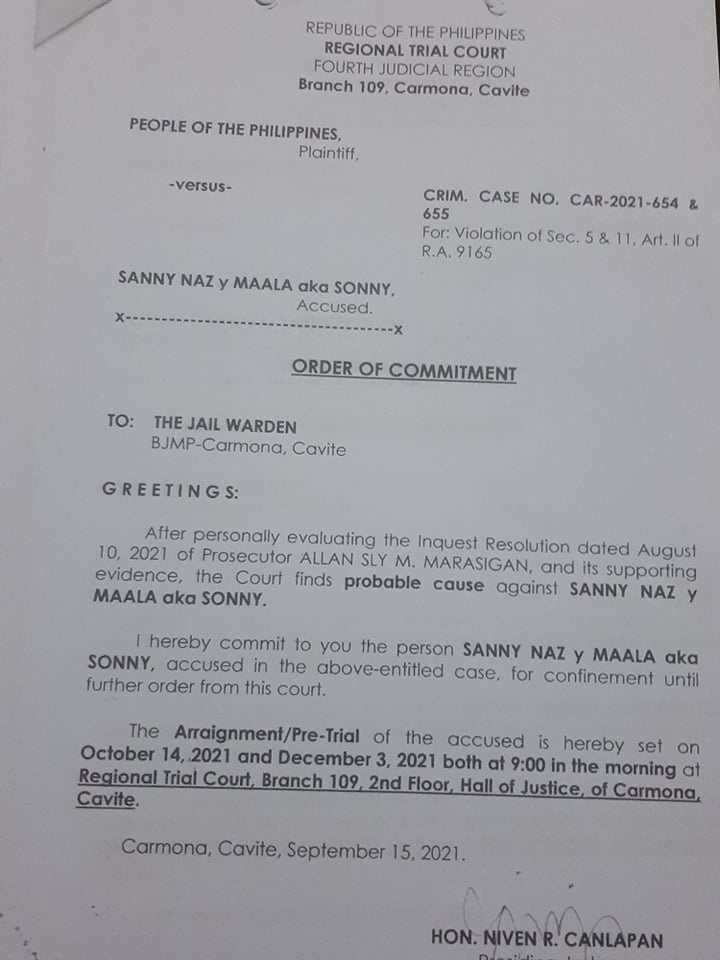 REPUBLIC OF THE PHILIPPINES
REGIONAL TRIAL COURT
FOURTH JUDICIAL REGION
Branch 109, Carmona, Cavite
PEOPLE OF THE PHILIPPINES,
Plaintiff,
-versus-
CRIM. CASE NO. CAR-2021-654 &
655
For: Violation of Sec. 5 & 11, Art. II of
R.A. 9165
SANNY NAZ y MAALA aka SONNY,
Accused.
x-------------------------------------x
ORDER OF COMMITMENT
TO: THE JAIL WARDEN
BJMP-Carmona, Cavite
G R E E T I N G S:
After personally evaluating the Inquest Resolution dated August
10, 2021 of Prosecutor ALLAN SLY M. MARASIGAN, and its supporting
evidence, the Court finds probable cause against SANNY NAZ y
MAALA aka SONNY.
I hereby commit to you the person SANNY NAZ y MAALA aka
SONNY, accused in the above-entitled case, for confinement until
further order from this court.
The Arraignment/Pre-Trial of the accused is hereby set on
October 14, 2021 and December 3, 2021 both at 9:00 in the morning at
Regional Trial Court, Branch 109, 2nd Floor, Hall of Justice, of Carmona,
Cavite.
Carmona, Cavite, September 15, 2021.
HON. NIVEN R. CANLAPAN